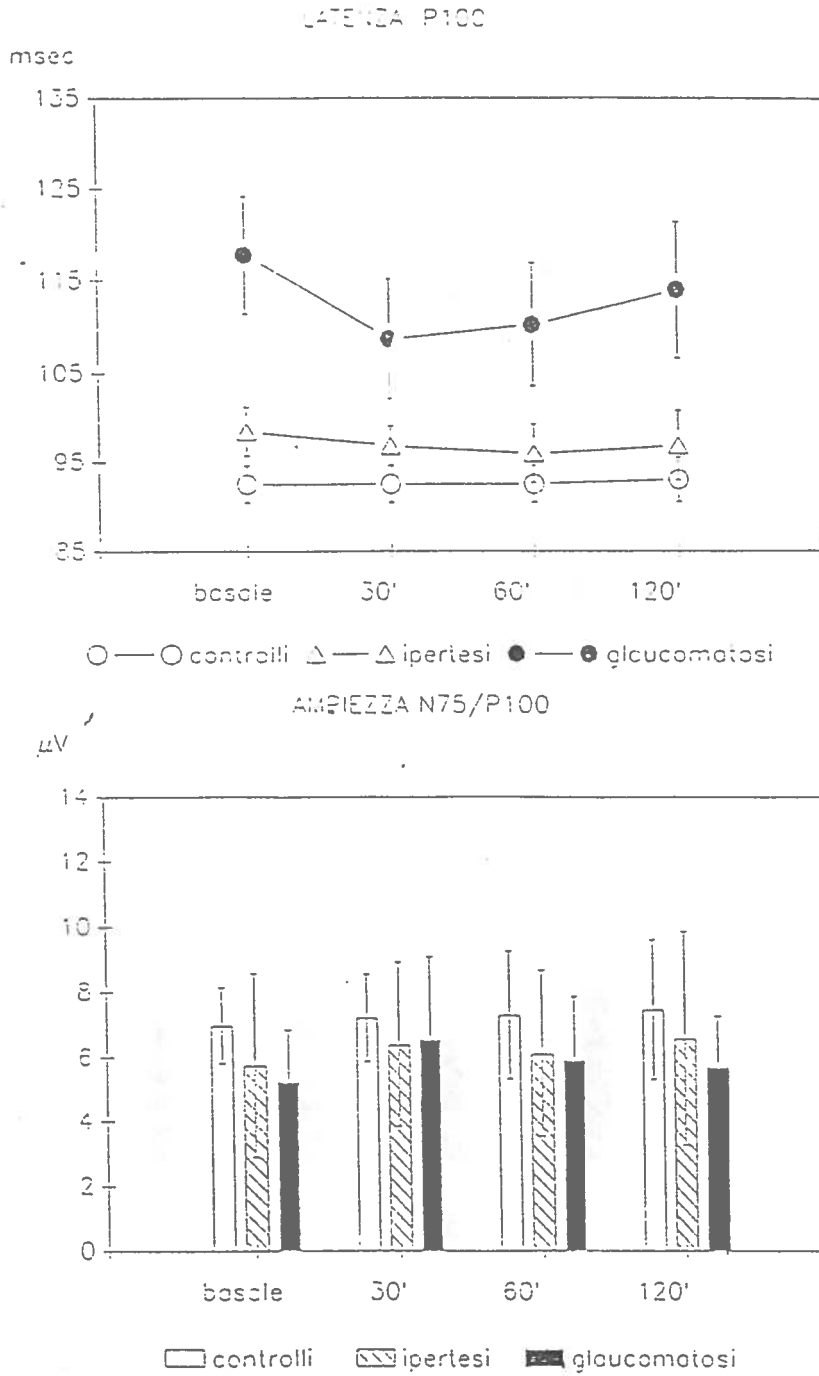 LATENZA P100
msec
135
125
115
105
95
85
basale 30' 60' 120'
controlli ipertesi glaucomatosi
AMPIEZZA N75/P100
µV
14
12
10
8
6
4
2
0
basale 30' 60' 120'
controlli ipertesi glaucomatosi